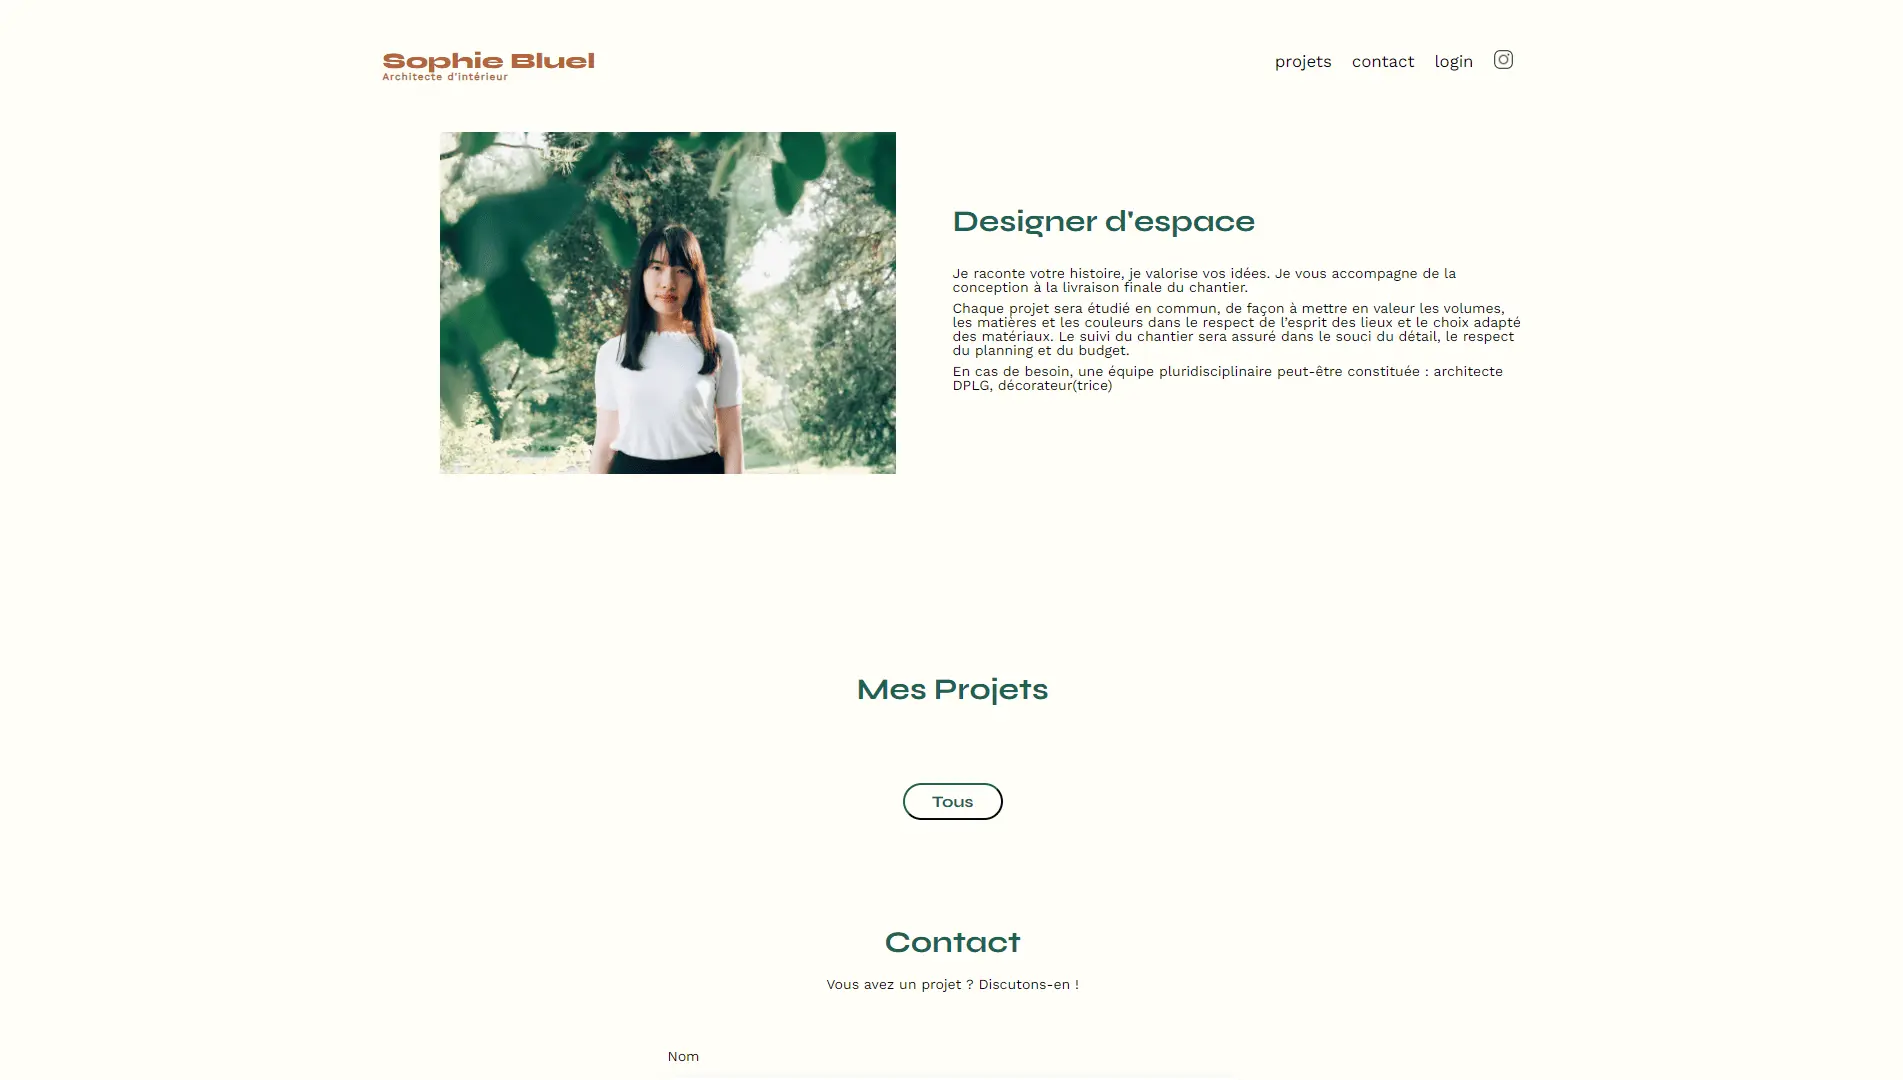 Sophie Bluel
Architecte d'intérieur
projets contact login
Designer d'espace
Je raconte votre histoire, je valorise vos idées. Je vous accompagne de la
conception à la livraison finale du chantier.
Chaque projet sera étudié en commun, de façon à mettre en valeur les volumes,
les matières et les couleurs dans le respect de l’esprit des lieux et le choix adapté
des matériaux. Le suivi du chantier sera assuré dans le souci du détail, le respect
du planning et du budget.
En cas de besoin, une équipe pluridisciplinaire peut-être constituée : architecte
DPLG, décorateur(trice)
Mes Projets
Tous
Contact
Vous avez un projet ? Discutons-en !
Nom